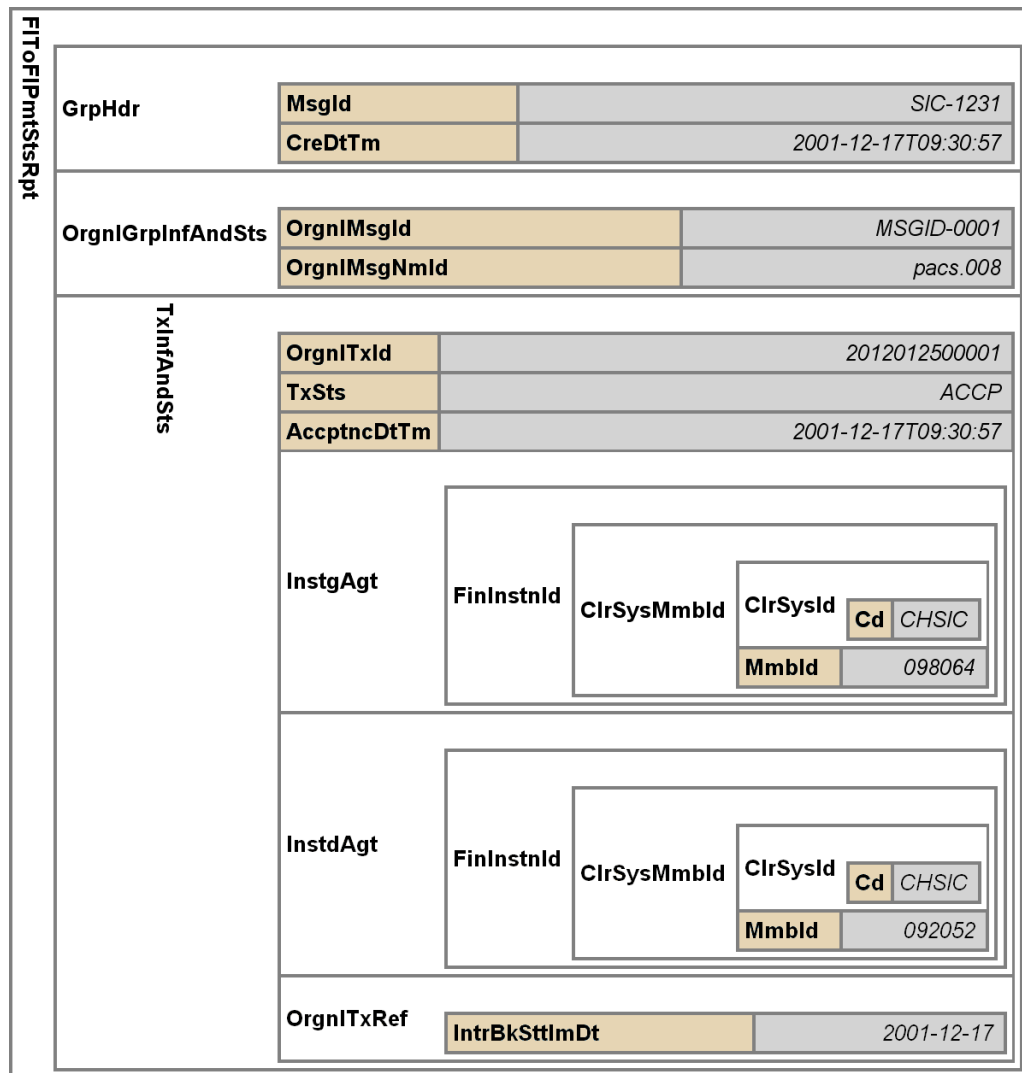 FIToFIPmtStsRpt
GrpHdr
MsgId SIC-1231
CreDtTm 2001-12-17T09:30:57
OrgnlGrpInfAndSts
OrgnlMsgId MSGID-0001
OrgnlMsgNmId pacs.008
TxInfAndSts
OrgnlTxId 2012012500001
TxSts ACCP
AccptncDtTm 2001-12-17T09:30:57
InstgAgt
FinInstnId
ClrSysMmbId
ClrSysId
Cd CHSIC
MmbId 098064
InstdAgt
FinInstnId
ClrSysMmbId
ClrSysId
Cd CHSIC
MmbId 092052
OrgnlTxRef
IntrBkSttlmDt 2001-12-17